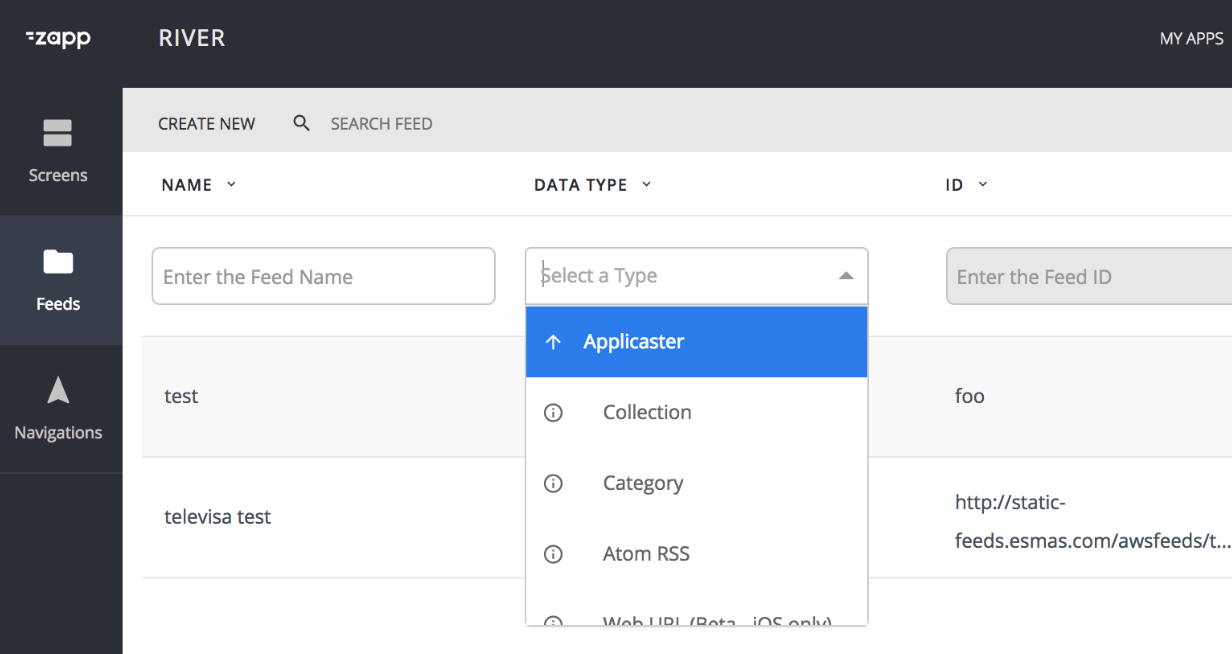 zapp
RIVER
MY APPS
CREATE NEW
SEARCH FEED
NAME
DATA TYPE
ID
Screens
Feeds
Navigations
Enter the Feed Name
Select a Type
Enter the Feed ID
Applicaster
Collection
Category
Atom RSS
Web URL (Beta - iOS only)
test
foo
televisa test
http://static-
feeds.esmas.com/awsfeeds/t...